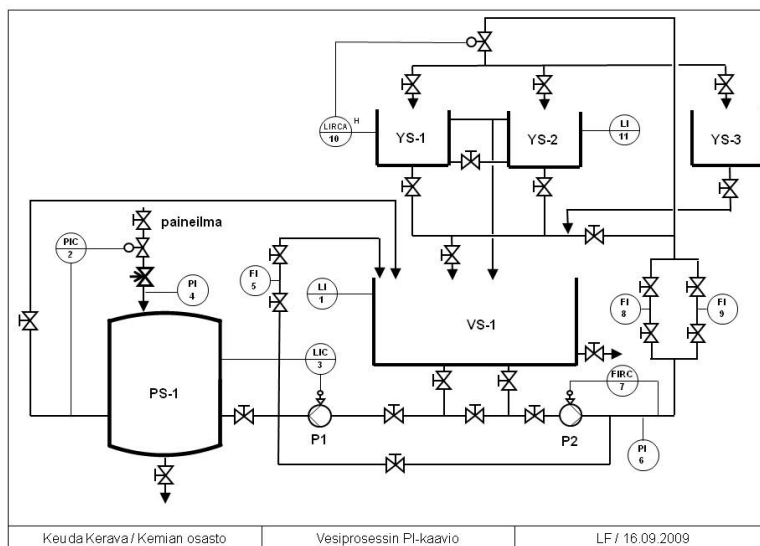 LIRCA
10
H
YS-1
YS-2
LI
11
YS-3
paineilma
PIC
2
PI
4
FI
5
LI
1
VS-1
FI
8
FI
9
PS-1
LIC
3
FIRC
7
P1
P2
PI
6
Keuda Kerava / Kemian osasto
Vesiprosessin PI-kaavio
LF / 16.09.2009